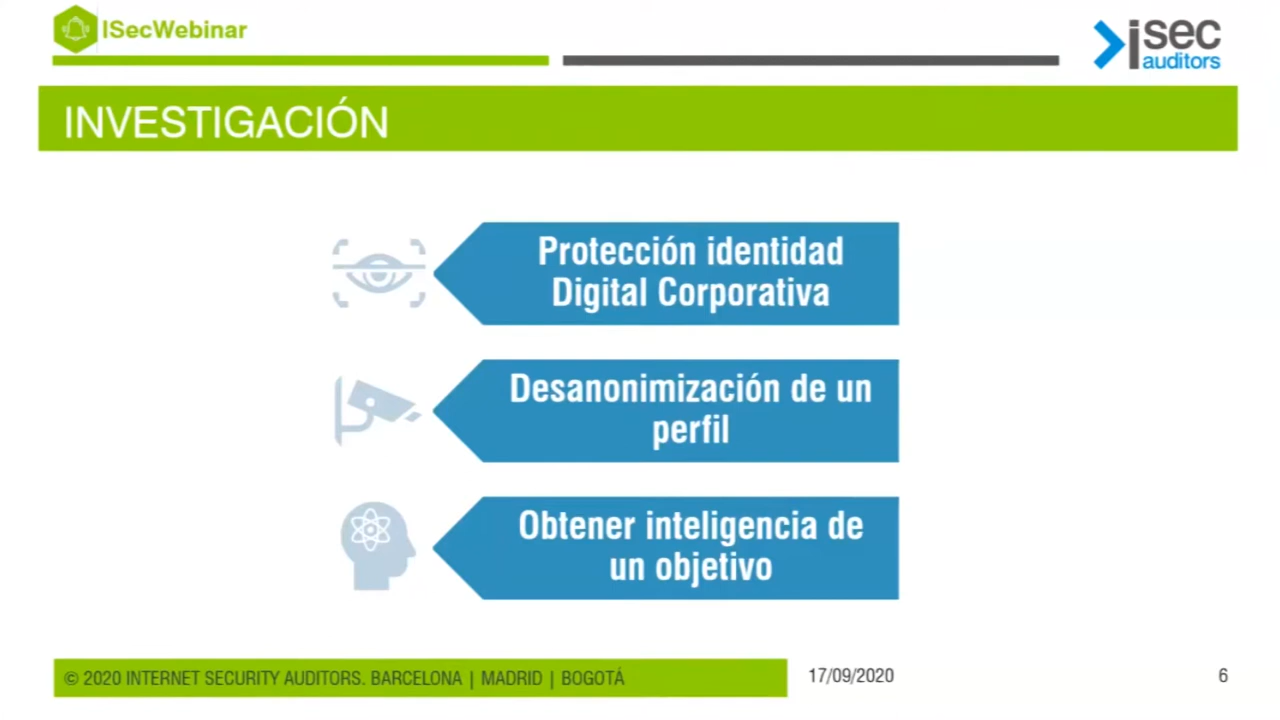 ISecWebinar
isec
auditors
INVESTIGACIÓN
Protección identidad
Digital Corporativa
Desanonimización de un
perfil
Obtener inteligencia de
un objetivo
© 2020 INTERNET SECURITY AUDITORS. BARCELONA | MADRID | BOGOTÁ
17/09/2020
6